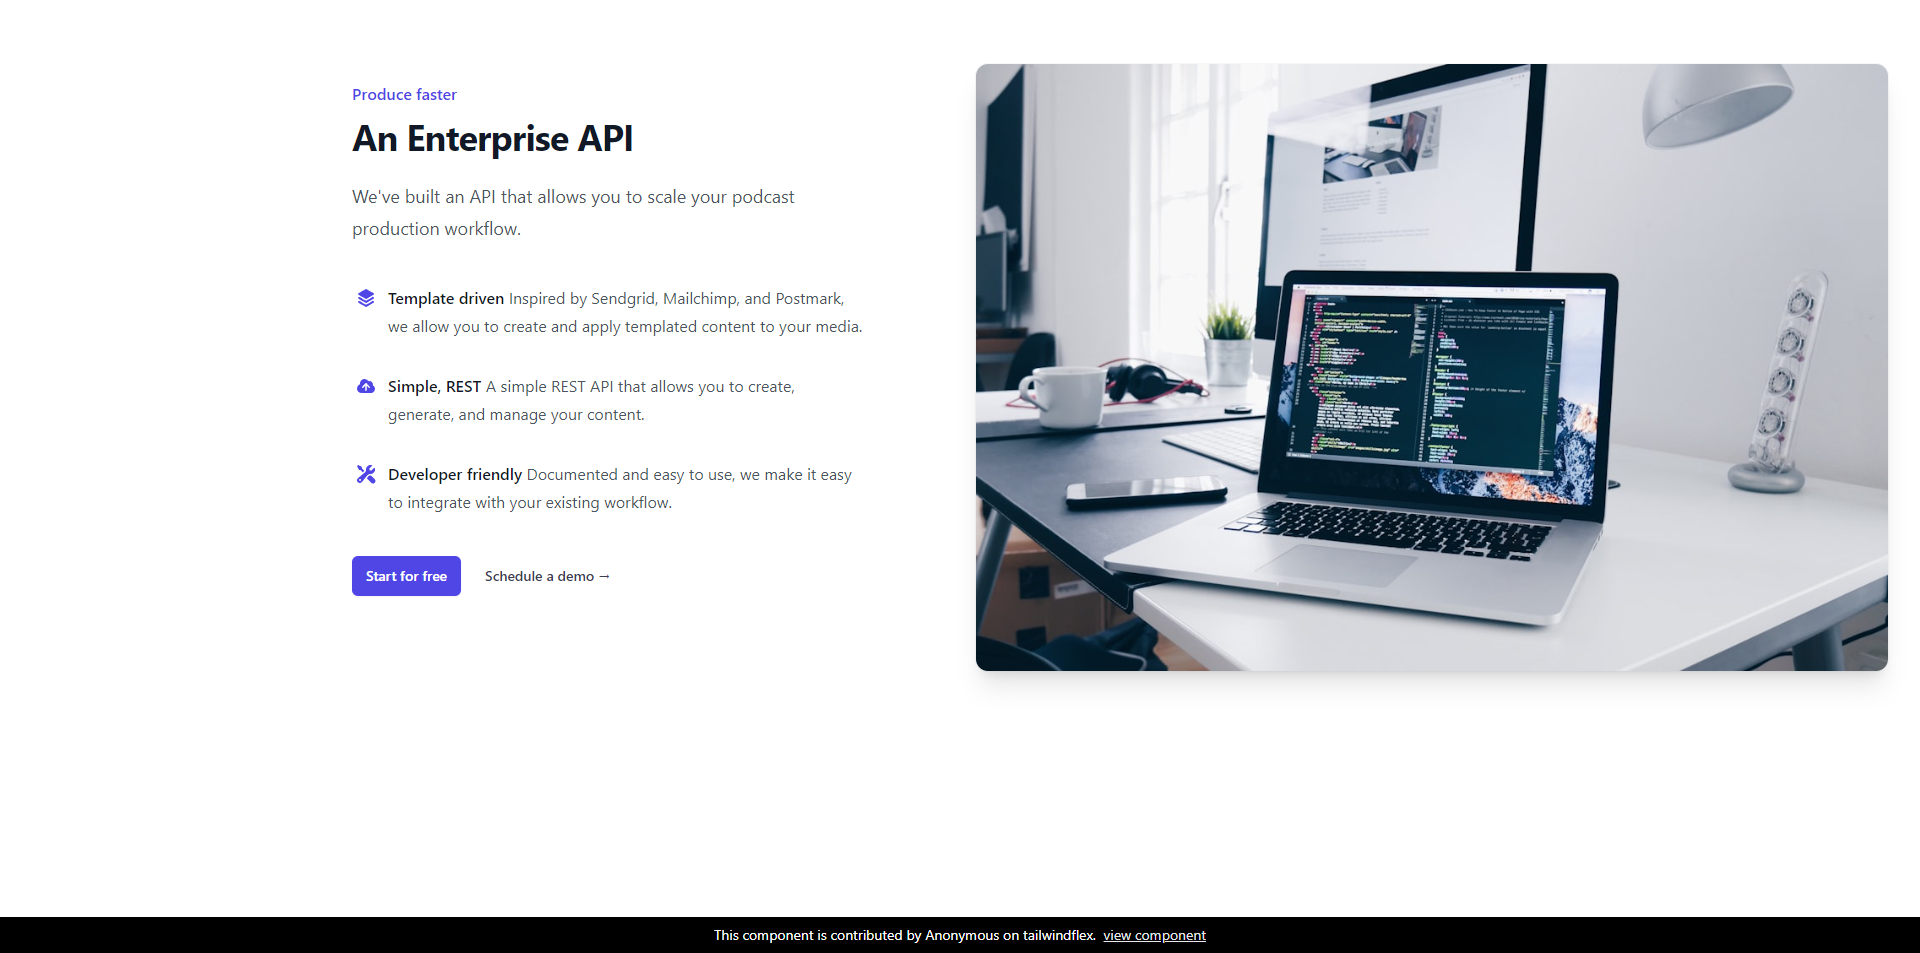 Produce faster
An Enterprise API
We've built an API that allows you to scale your podcast
production workflow.
Template driven Inspired by Sendgrid, Mailchimp, and Postmark,
we allow you to create and apply templated content to your media.
Simple, REST A simple REST API that allows you to create,
generate, and manage your content.
Developer friendly Documented and easy to use, we make it easy
to integrate with your existing workflow.
Start for free
Schedule a demo →
This component is contributed by Anonymous on tailwindflex. view component